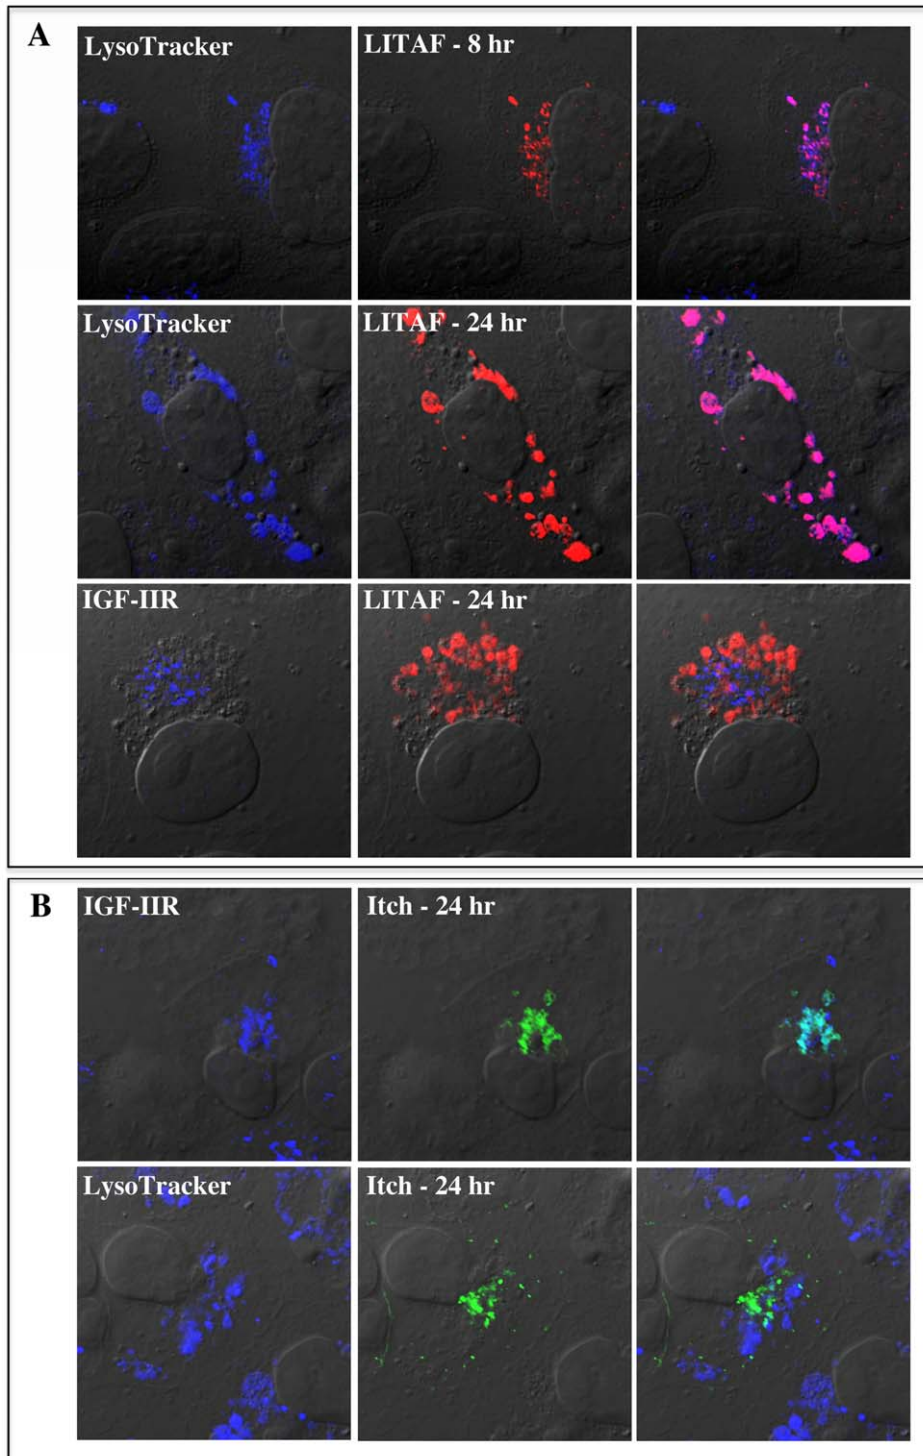 A
LysoTracker
LITAF - 8 hr
LysoTracker
LITAF - 24 hr
IGF-IIR
LITAF - 24 hr
B
IGF-IIR
Itch - 24 hr
LysoTracker
Itch - 24 hr